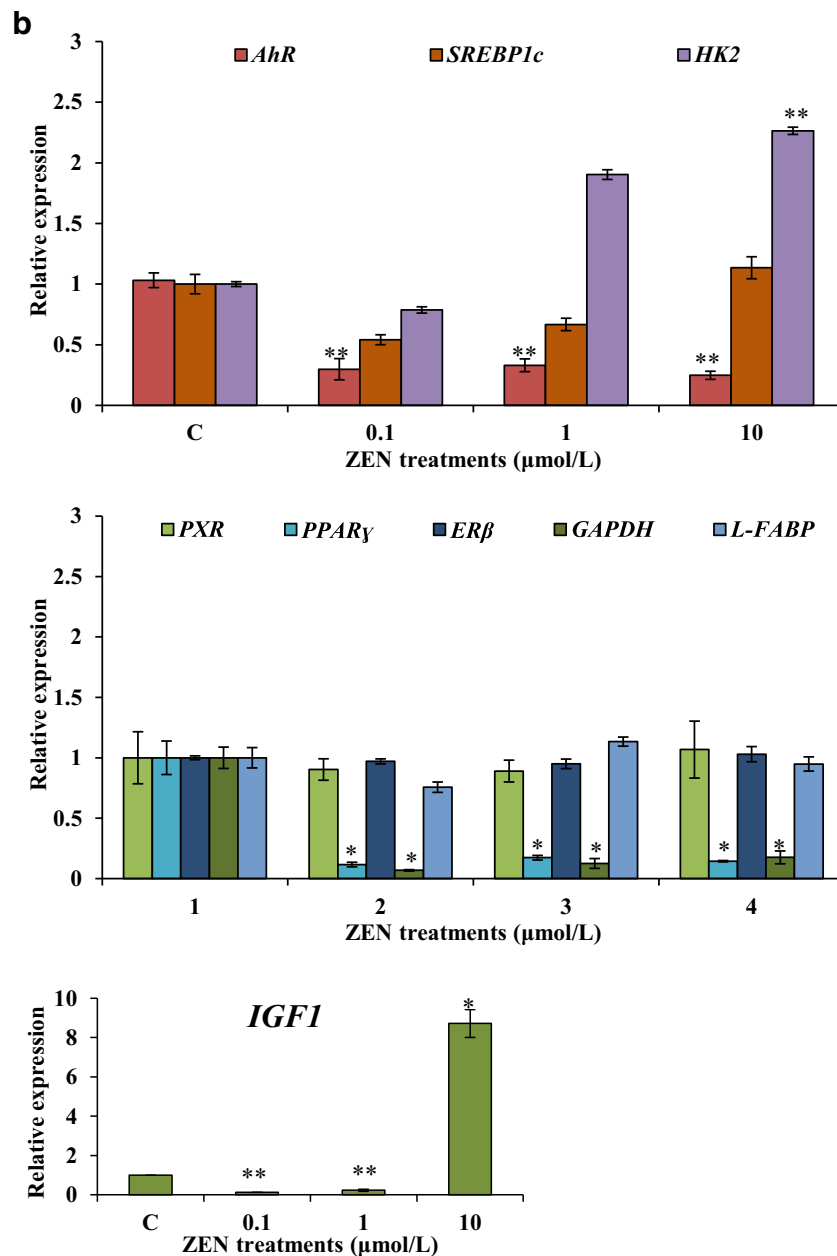 b
3
AhR SREBP1c HK2
2.5
**
2
1.5
1
0.5
** ** **
0
C 0.1 1 10
ZEN treatments (μmol/L)
Relative expression
3
PXR PPARɣ ERβ GAPDH L-FABP
2.5
2
1.5
1
0.5
* * * * * *
0
1 2 3 4
ZEN treatments (μmol/L)
Relative expression
10
IGF1
*
8
6
4
2
** **
0
C 0.1 1 10
ZEN treatments (μmol/L)
Relative expression